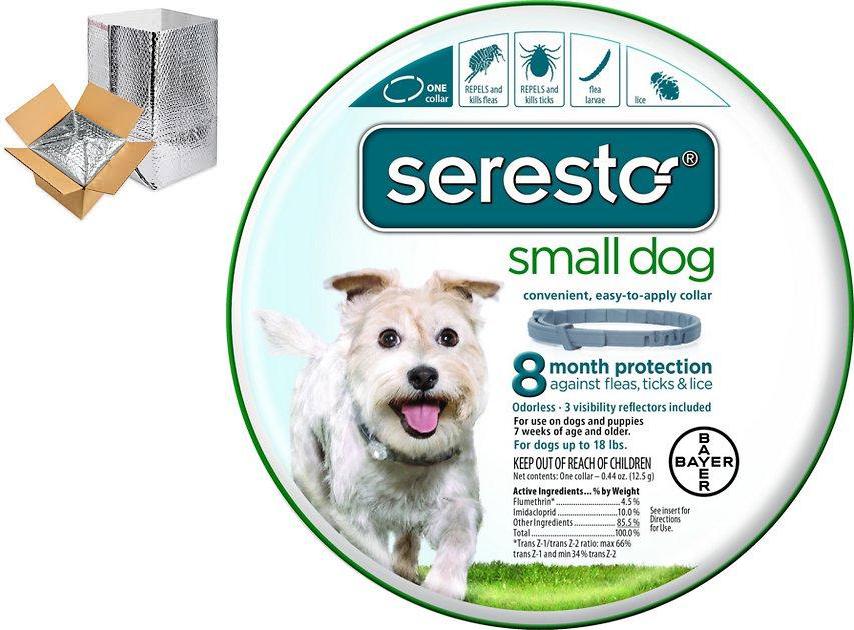 ONE
collar
REPELS and
kills fleas
REPELS and
kills ticks
flea
larvae
lice
seresto®
small dog
convenient, easy-to-apply collar
8 month protection
against fleas, ticks & lice
Odorless · 3 visibility reflectors included
For use on dogs and puppies
7 weeks of age and older.
For dogs up to 18 lbs.
KEEP OUT OF REACH OF CHILDREN
Net contents: One collar – 0.44 oz. (12.5 g)
BAYER
BAYER
Active Ingredients... % by Weight
Flumethrin* ..................... 4.5 %
Imidacloprid .................... 10.0 %
Other Ingredients ............... 85.5 %
Total ........................... 100.0 %
*Trans Z-1/trans Z-2 ratio: max 66%
trans Z-1 and min 34 % trans Z-2
See insert for
Directions
for Use.